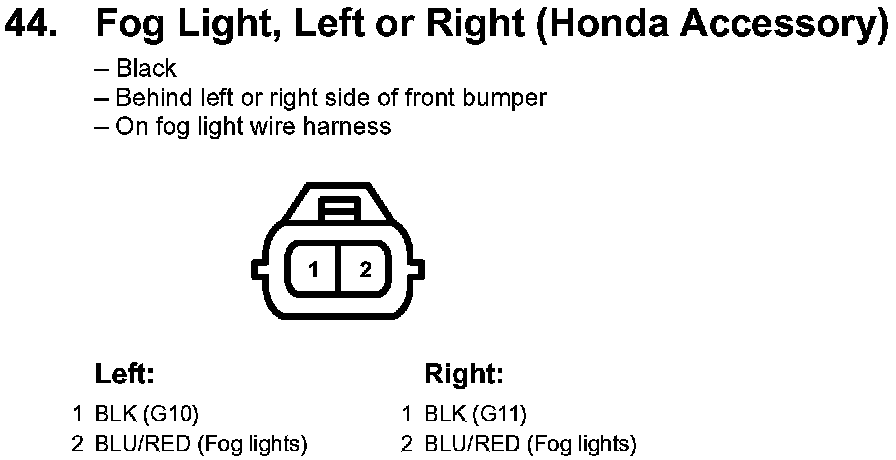 44. Fog Light, Left or Right (Honda Accessory)
– Black
– Behind left or right side of front bumper
– On fog light wire harness
1 2
Left:
1 BLK (G10)
2 BLU/RED (Fog lights)
Right:
1 BLK (G11)
2 BLU/RED (Fog lights)